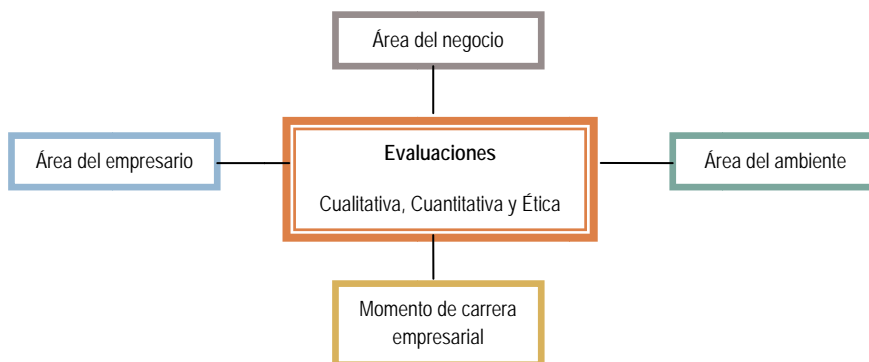 Área del negocio
Área del empresario
Evaluaciones
Cualitativa, Cuantitativa y Ética
Área del ambiente
Momento de carrera
empresarial